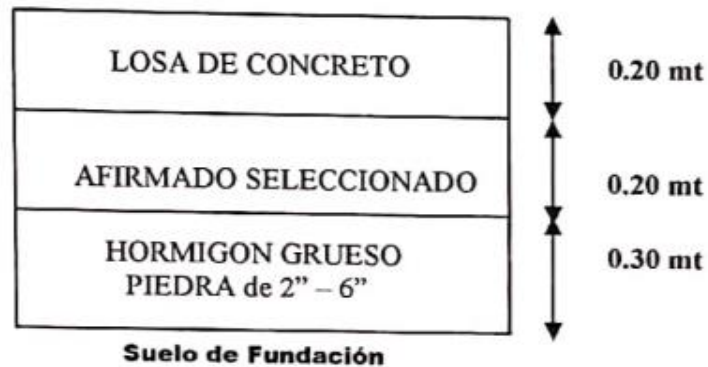 LOSA DE CONCRETO
0.20 mt
AFIRMADO SELECCIONADO
0.20 mt
HORMIGON GRUESO
PIEDRA de 2” – 6”
0.30 mt
Suelo de Fundación